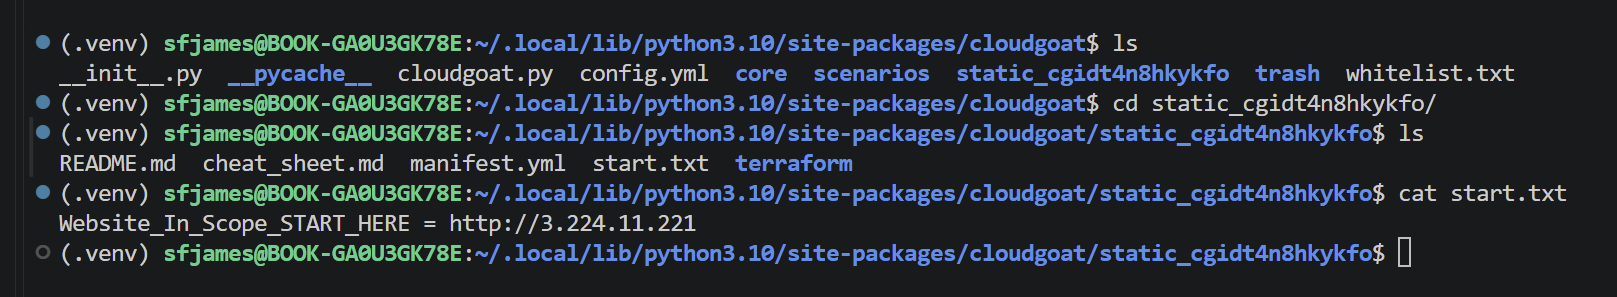 (.venv) sfjames@BOOK-GA0U3GK78E:~/.local/lib/python3.10/site-packages/cloudgoat$ ls
__init__.py  __pycache__  cloudgoat.py  config.yml  core  scenarios  static_cgidt4n8hkykfo  trash  whitelist.txt
(.venv) sfjames@BOOK-GA0U3GK78E:~/.local/lib/python3.10/site-packages/cloudgoat$ cd static_cgidt4n8hkykfo/
(.venv) sfjames@BOOK-GA0U3GK78E:~/.local/lib/python3.10/site-packages/cloudgoat/static_cgidt4n8hkykfo$ ls
README.md  cheat_sheet.md  manifest.yml  start.txt  terraform
(.venv) sfjames@BOOK-GA0U3GK78E:~/.local/lib/python3.10/site-packages/cloudgoat/static_cgidt4n8hkykfo$ cat start.txt
Website_In_Scope_START_HERE = http://3.224.11.221
(.venv) sfjames@BOOK-GA0U3GK78E:~/.local/lib/python3.10/site-packages/cloudgoat/static_cgidt4n8hkykfo$